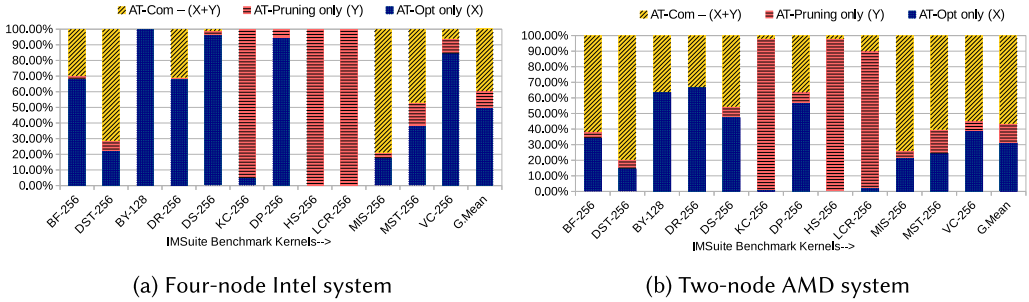 AT-Com – (X+Y) AT-Pruning only (Y) AT-Opt only (X)
100.00%
90.00%
80.00%
70.00%
60.00%
50.00%
40.00%
30.00%
20.00%
10.00%
0.00%
BF-256 DST-256 BY-128 DR-256 DS-256 KC-256 DP-256 HS-256 LCR-256 MIS-256 MST-256 VC-256 G.Mean
IMSuite Benchmark Kernels-->
(a) Four-node Intel system
AT-Com – (X+Y) AT-Pruning only (Y) AT-Opt only (X)
100.00%
90.00%
80.00%
70.00%
60.00%
50.00%
40.00%
30.00%
20.00%
10.00%
0.00%
BF-256 DST-256 BY-128 DR-256 DS-256 KC-256 DP-256 HS-256 LCR-256 MIS-256 MST-256 VC-256 G.Mean
IMSuite Benchmark Kernels-->
(b) Two-node AMD system